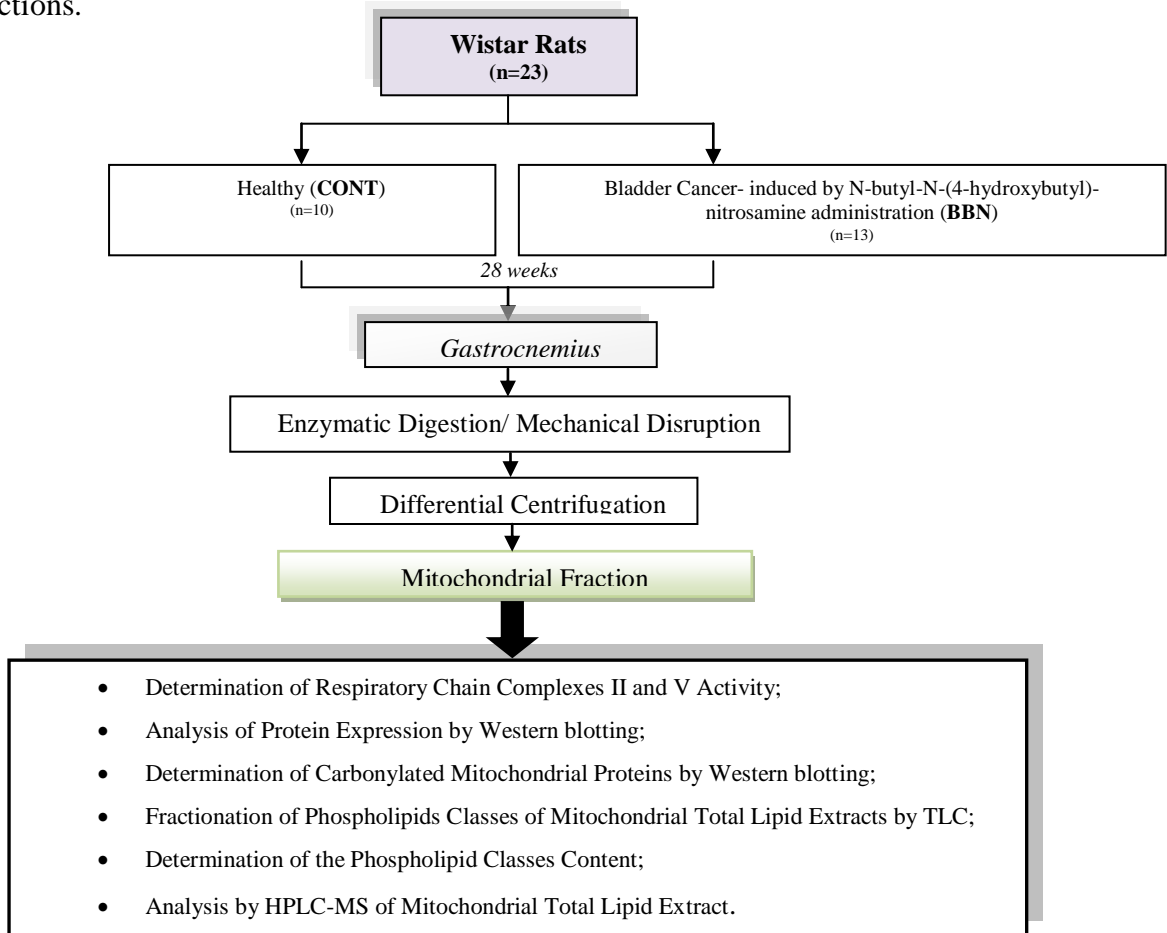 ctions.
Wistar Rats
(n=23)
Healthy (CONT)
(n=10)
Bladder Cancer- induced by N-butyl-N-(4-hydroxybutyl)-
nitrosamine administration (BBN)
(n=13)
28 weeks
Gastrocnemius
Enzymatic Digestion/ Mechanical Disruption
Differential Centrifugation
Mitochondrial Fraction
• Determination of Respiratory Chain Complexes II and V Activity;
• Analysis of Protein Expression by Western blotting;
• Determination of Carbonylated Mitochondrial Proteins by Western blotting;
• Fractionation of Phospholipids Classes of Mitochondrial Total Lipid Extracts by TLC;
• Determination of the Phospholipid Classes Content;
• Analysis by HPLC-MS of Mitochondrial Total Lipid Extract.